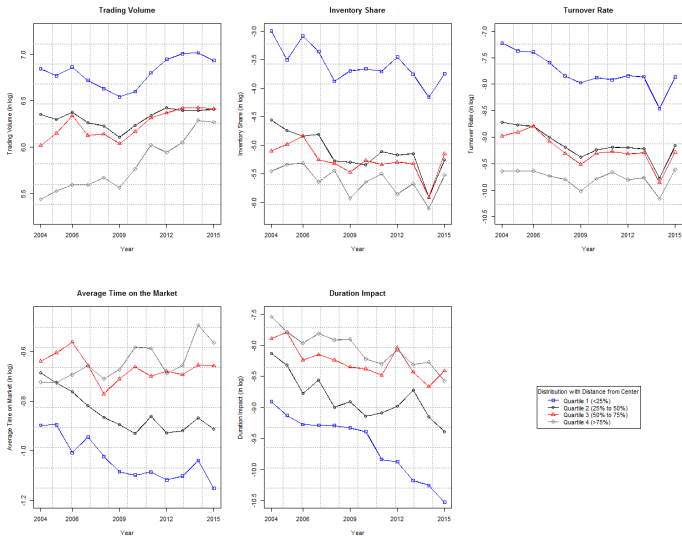 Trading Volume
Inventory Share
Turnover Rate
Trading Volume (in log)
7.0
6.5
6.0
5.5
2004 2006 2009 2012 2015
Year
Inventory Share (in log)
-3.0
-3.5
-4.0
-4.5
-5.0
-5.5
-6.0
2004 2006 2009 2012 2015
Year
Turnover Rate (in log)
-7.0
-7.5
-8.0
-8.5
-9.0
-9.5
-10.0
-10.5
2004 2006 2009 2012 2015
Year
Average Time on the Market
Duration Impact
Average Time on Market (in log)
-0.6
-0.8
-1.0
-1.2
2004 2006 2009 2012 2015
Year
Duration Impact (in log)
-7.5
-8.0
-8.5
-9.0
-9.5
-10.0
-10.5
2004 2006 2009 2012 2015
Year
Distribution with Distance from Center
Quartile 1 (<25%)
Quartile 2 (25% to 50%)
Quartile 3 (50% to 75%)
Quartile 4 (>75%)